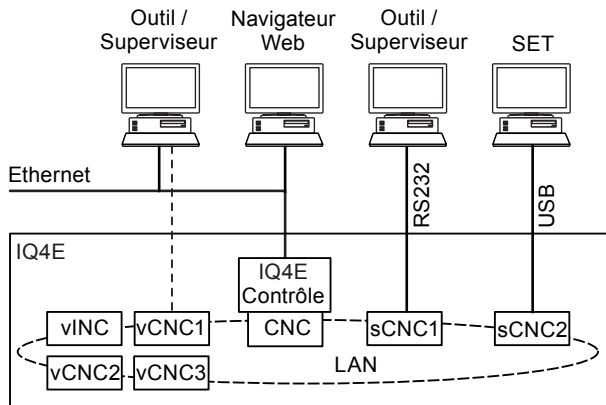 Outil /
Superviseur
Navigateur
Web
Outil /
Superviseur
SET
Ethernet
RS232
USB
IQ4E
IQ4E
Contrôle
vINC
vCNC1
CNC
sCNC1
sCNC2
vCNC2
vCNC3
LAN